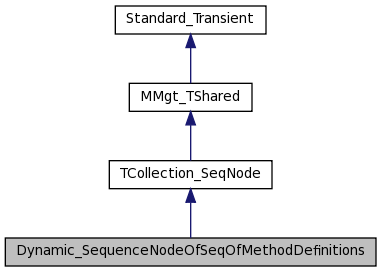 Standard_Transient
MMgt_TShared
TCollection_SeqNode
Dynamic_SequenceNodeOfSeqOfMethodDefinitions